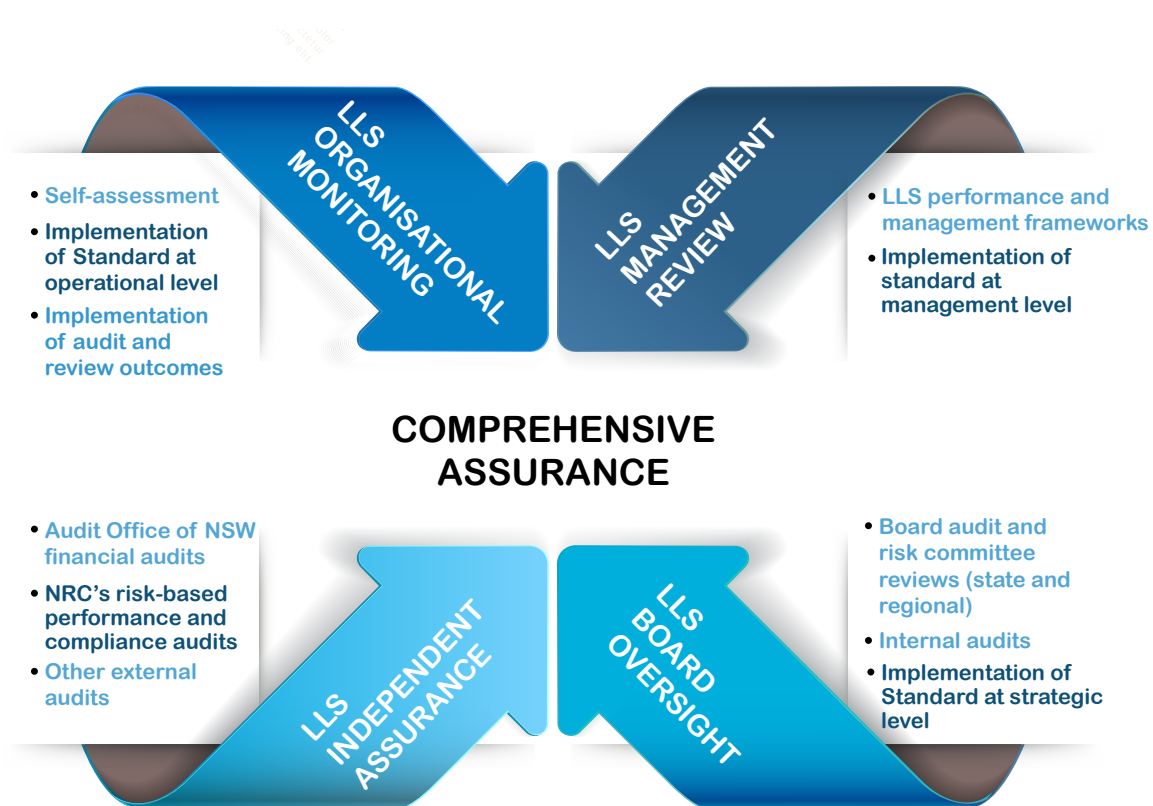 LLS
ORGANISATIONAL
MONITORING
LLS
MANAGEMENT
REVIEW
• Self-assessment
• Implementation
of Standard at
operational level
• Implementation
of audit and
review outcomes
• LLS performance and
management frameworks
• Implementation of
standard at
management level
COMPREHENSIVE
ASSURANCE
• Audit Office of NSW
financial audits
• NRC’s risk-based
performance and
compliance audits
• Other external
audits
LLS
INDEPENDENT
ASSURANCE
LLS
BOARD
OVERSIGHT
• Board audit and
risk committee
reviews (state and
regional)
• Internal audits
• Implementation of
Standard at strategic
level